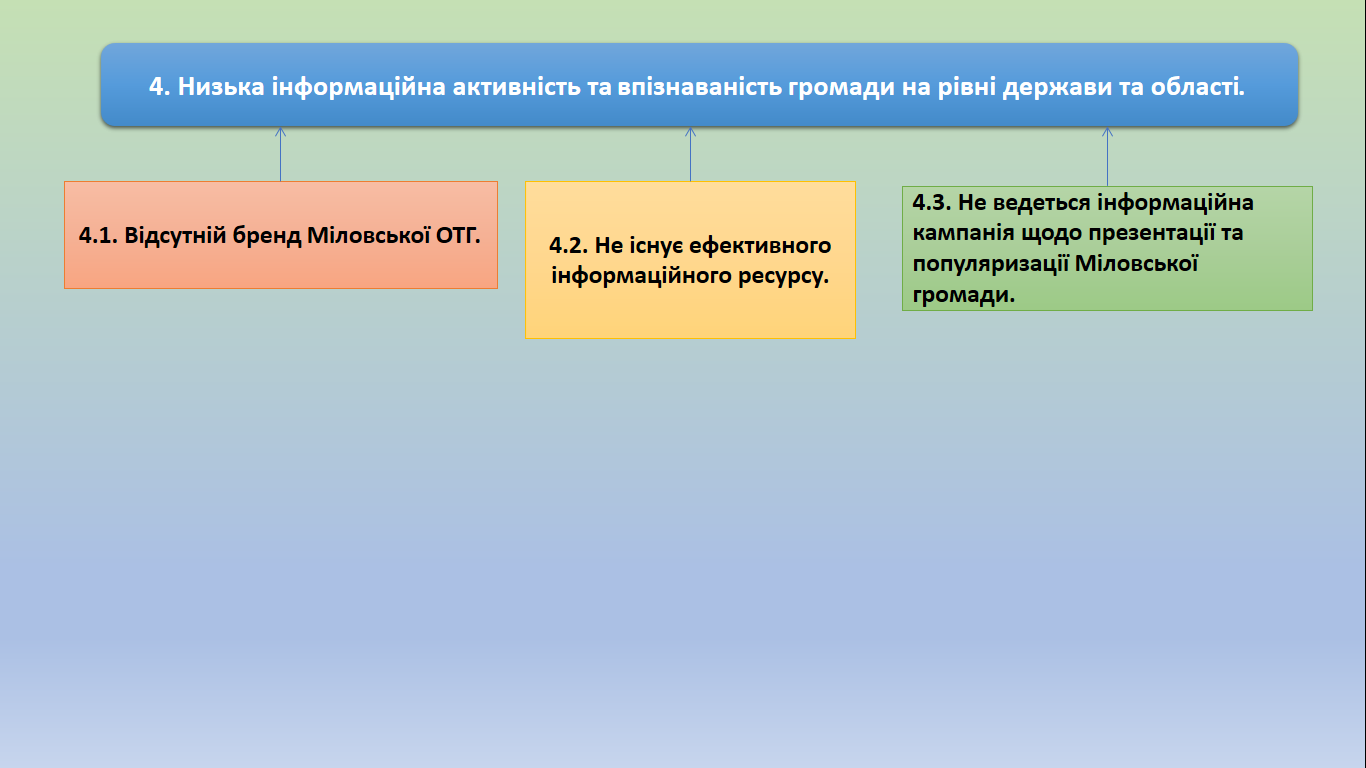 4. Низька інформаційна активність та впізнаваність громади на рівні держави та області.
4.1. Відсутній бренд Міловської ОТГ.
4.2. Не існує ефективного
інформаційного ресурсу.
4.3. Не ведеться інформаційна
кампанія щодо презентації та
популяризації Міловської
громади.